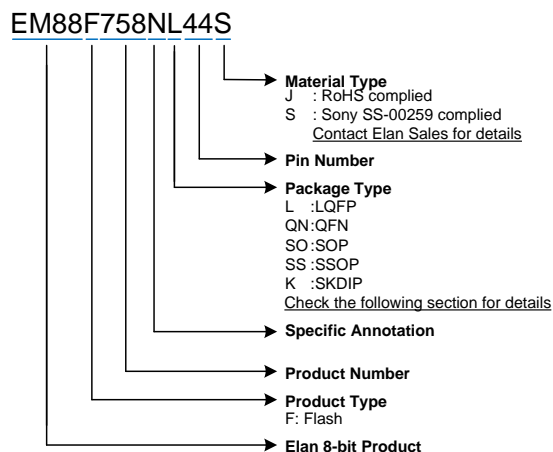 EM88F758NL44S
Material Type
J : RoHS complied
S : Sony SS-00259 complied
Contact Elan Sales for details
Pin Number
Package Type
L :LQFP
QN:QFN
SO:SOP
SS:SSOP
K :SKDIP
Check the following section for details
Specific Annotation
Product Number
Product Type
F: Flash
Elan 8-bit Product